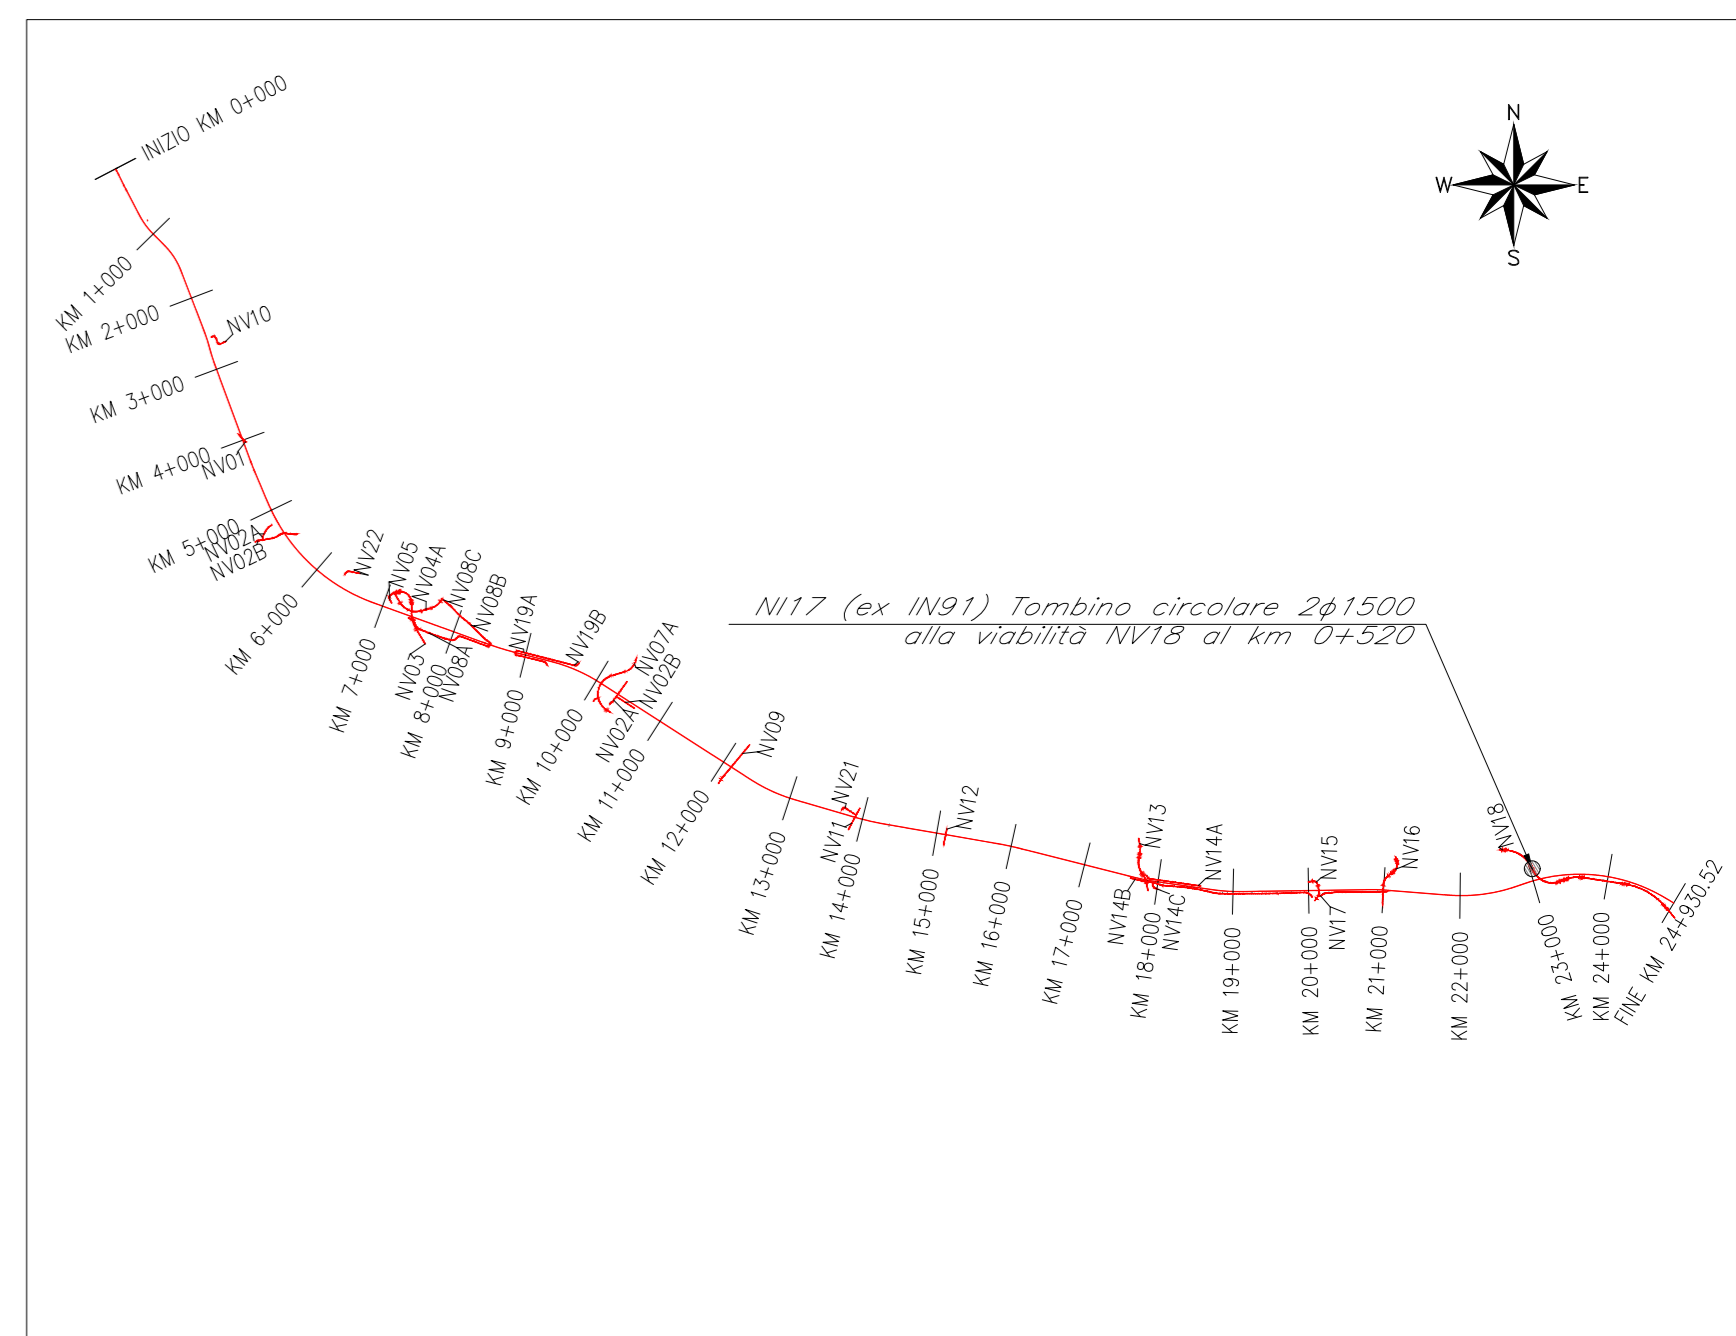 N
W
E
S
INIZIO KM 0+000
KM 1+000
KM 2+000
NV10
KM 3+000
KM 4+000
NV01
KM 5+000
NV02A
NV02B
KM 6+000
NV22
NV05
NV04A
NV08C
NV08B
NV19A
NV19B
NV07A
NV02B
KM 7+000
NV03
KM 8+000
NV08A
KM 9+000
KM 10+000
NV02A
KM 11+000
NI17 (ex IN91) Tombino circolare 2ϕ1500
alla viabilità NV18 al km 0+520
NV09
KM 12+000
NV21
KM 13+000
NV11
KM 14+000
NV12
KM 15+000
KM 16+000
KM 17+000
NV13
NV14A
NV14B
KM 18+000
NV14C
KM 19+000
NV15
KM 20+000
NV17
NV16
KM 21+000
KM 22+000
NV18
KM 23+000
KM 24+000
FINE KM 24+930.52